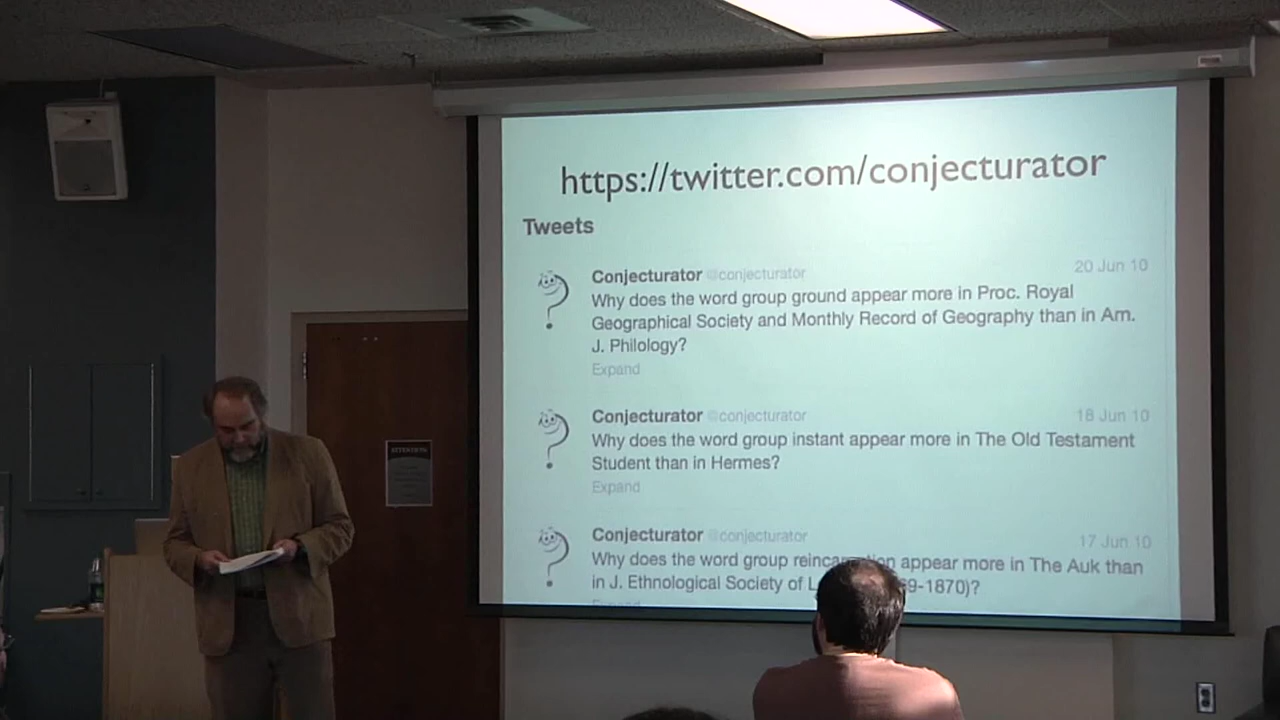 https://twitter.com/conjecturator
Tweets
Conjecturator @conjecturator 20 Jun 10
Why does the word group ground appear more in Proc. Royal
Geographical Society and Monthly Record of Geography than in Am.
J. Philology?
Expand
Conjecturator @conjecturator 18 Jun 10
Why does the word group instant appear more in The Old Testament
Student than in Hermes?
Expand
Conjecturator @conjecturator 17 Jun 10
Why does the word group appear more in The Auk than
in J. Ethnological Society of
ATTENTION